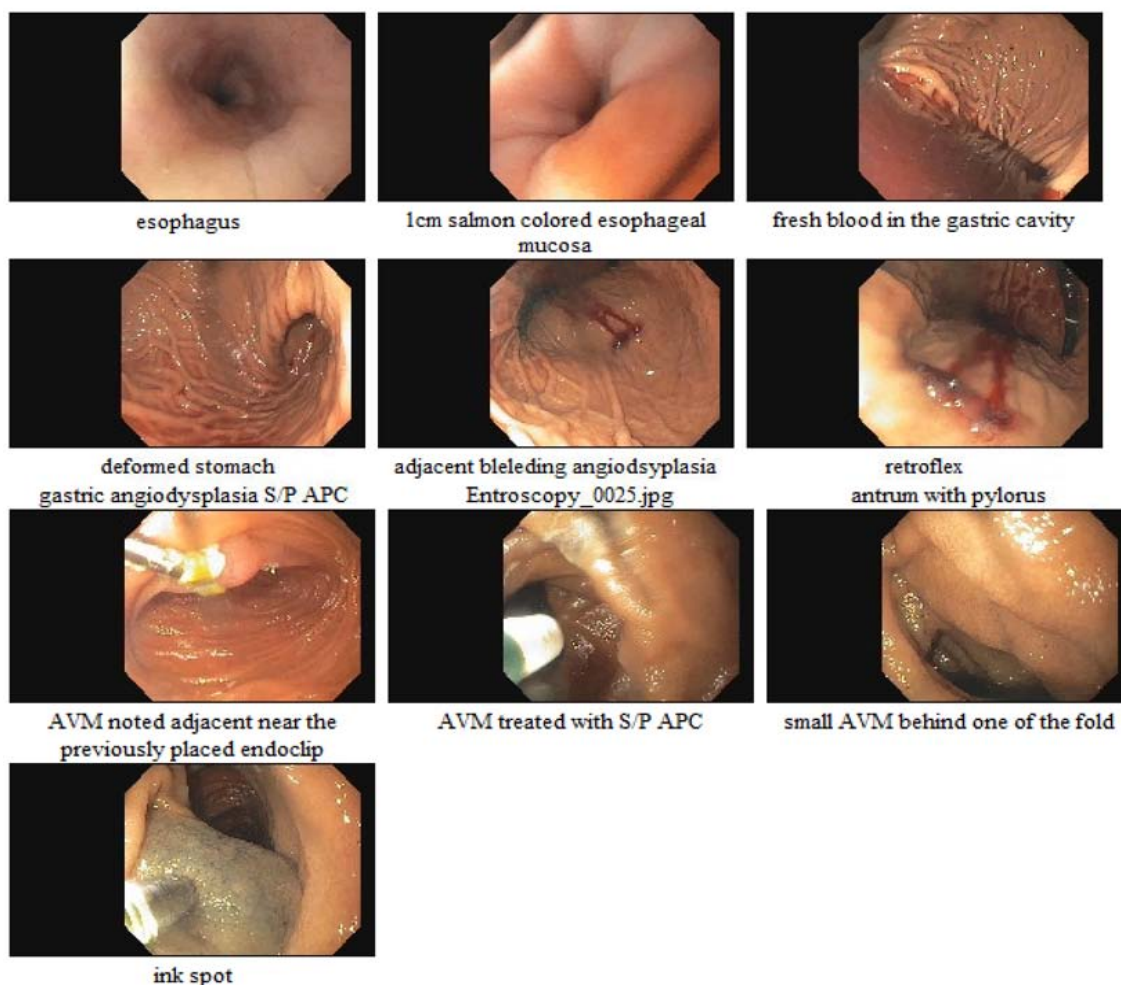 esophagus
1cm salmon colored esophageal
mucosa
fresh blood in the gastric cavity
deformed stomach
adjacent bleleding angiodsyplasia
retroflex
gastric angiodysplasia S/P APC
Entroscopy_0025.jpg
antrum with pylorus
AVM noted adjacent near the
previously placed endoclip
AVM treated with S/P APC
small AVM behind one of the fold
ink spot